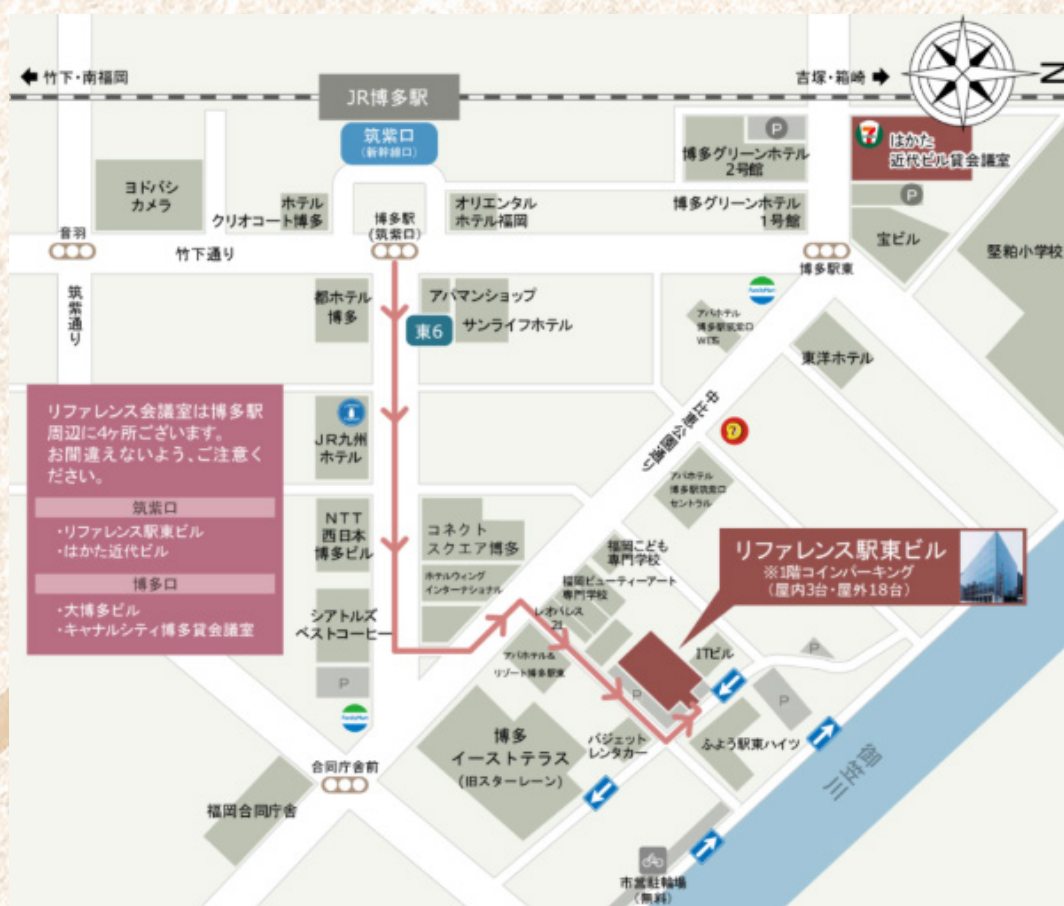 竹下・南福岡
JR博多駅
吉塚・箱崎
筑紫口
(新幹線口)
P
はかた
近代ビル貸会議室
博多グリーンホテル
2号館
ヨドバシ
カメラ
ホテル
クリオコート博多
博多駅
(筑紫口)
オリエンタル
ホテル福岡
博多グリーンホテル
1号館
P
音羽
竹下通り
宝ビル
博多駅東
堅粕小学校
筑紫通り
都ホテル
博多
アパマンショップ
東6
サンライフホテル
FamilyMart
アパホテル
博多駅筑紫口
WEST
東洋ホテル
リファレンス会議室は博多駅
周辺に4ヶ所ございます。
お間違えないよう、ご注意く
ださい。
筑紫口
・リファレンス駅東ビル
・はかた近代ビル
博多口
・大博多ビル
・キャナルシティ博多貸会議室
JR九州
ホテル
中比恵公園通り
アパホテル
博多駅筑紫口
セントラル
NTT
西日本
博多ビル
コネクト
スクエア博多
ホテルウィング
インターナショナル
福岡こども
専門学校
福岡ビューティーアート
専門学校
レオパレス
21
リファレンス駅東ビル
※1階コインパーキング
(屋内3台・屋外18台)
シアトルズ
ベストコーヒー
アパホテル&
リゾート博多駅東
ITビル
P
P
P
P
FamilyMart
博多
イーストテラス
(旧スターレーン)
バジェット
レンタカー
ふよう駅東ハイツ
御笠川
合同庁舎前
福岡合同庁舎
市営駐輪場
(無料)